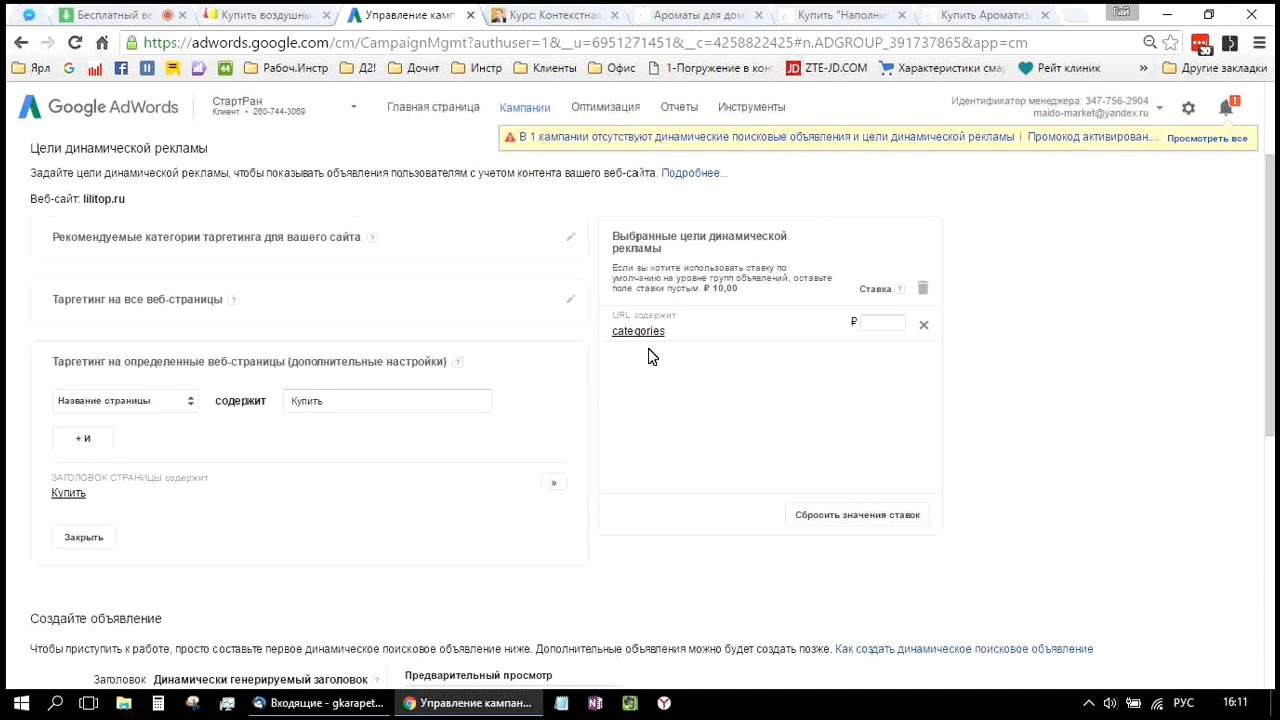 Бесплатный ве
Купить воздушны
Управление камп
Курс: Контекстная
Ароматы для дом
Купить "Наполнит
Купить Ароматиз
Гай
https://adwords.google.com/cm/CampaignMgmt?authuser=1&__u=6951271451&__c=4258822425#n.ADGROUP_391737865&app=cm
30
Ярл
44
Рабоч.Инстр
Д2!
Дочит
Инстр
Клиенты
Офис
1-Погружение в конт
JD ZTE-JD.COM
Характеристики сма
Рейт клиник
»
Другие закладки
Google AdWords
СтартРан
Клиент • 260-744-3069
Главная страница
Кампании
Оптимизация
Отчеты
Инструменты
Идентификатор менеджера: 347-756-2904
maido-market@yandex.ru
1
В 1 кампании отсутствуют динамические поисковые объявления и цели динамической рекламы | Промокод активирован.... Просмотреть все
Цели динамической рекламы
Задайте цели динамической рекламы, чтобы показывать объявления пользователям с учетом контента вашего веб-сайта. Подробнее...
Веб-сайт: lilitop.ru
Рекомендуемые категории таргетинга для вашего сайта ?
Таргетинг на все веб-страницы ?
Таргетинг на определенные веб-страницы (дополнительные настройки) ?
Название страницы
содержит
Купить
+ И
ЗАГОЛОВОК СТРАНИЦЫ содержит
Купить
»
Закрыть
Выбранные цели динамической
рекламы
Если вы хотите использовать ставку по
умолчанию на уровне групп объявлений, оставьте
поле ставки пустым. ₽ 10,00
Ставка ?
URL содержит
categories
₽
Сбросить значения ставок
Создайте объявление
Чтобы приступить к работе, просто составьте первое динамическое поисковое объявление ниже. Дополнительные объявления можно будет создать позже. Как создать динамическое поисковое объявление
Заголовок Динамически генерируемый заголовок ?
Предварительный просмотр
Входящие - gkarapet...
Управление кампан...
РУС
16:11